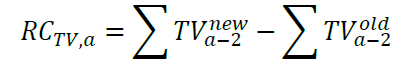 RC_{TV,a} = ∑ TV_{a-2}^{new} − ∑ TV_{a-2}^{old}